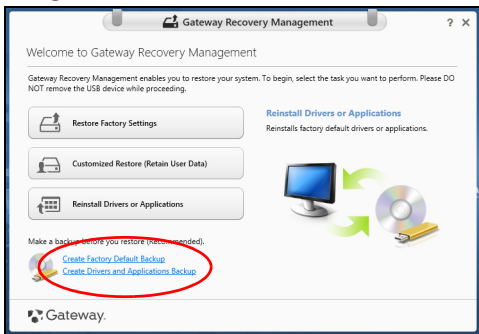 Gateway Recovery Management
? ×
Welcome to Gateway Recovery Management
Gateway Recovery Management enables you to restore your system. To begin, select the task you want to perform. Please DO
NOT remove the USB device while proceeding.
Restore Factory Settings
Customized Restore (Retain User Data)
Reinstall Drivers or Applications
Reinstall Drivers or Applications
Reinstalls factory default drivers or applications.
Make a backup before you restore (Recommended).
Create Factory Default Backup
Create Drivers and Applications Backup
Gateway.